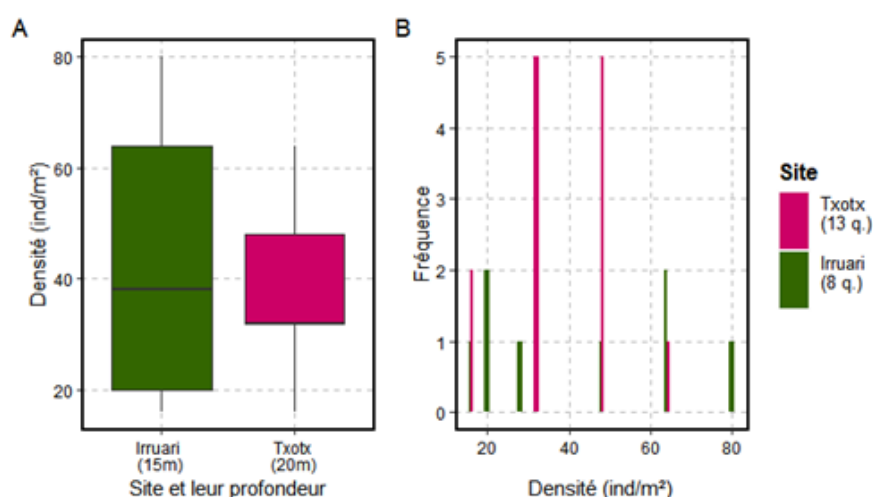 A
Densité (ind/m²)
80
60
40
20
Irruari
(15m)
Txotx
(20m)
Site et leur profondeur
B
Fréquence
5
4
3
2
1
0
20
40
60
80
Densité (ind/m²)
Site
Txotx
(13 q.)
Irruari
(8 q.)